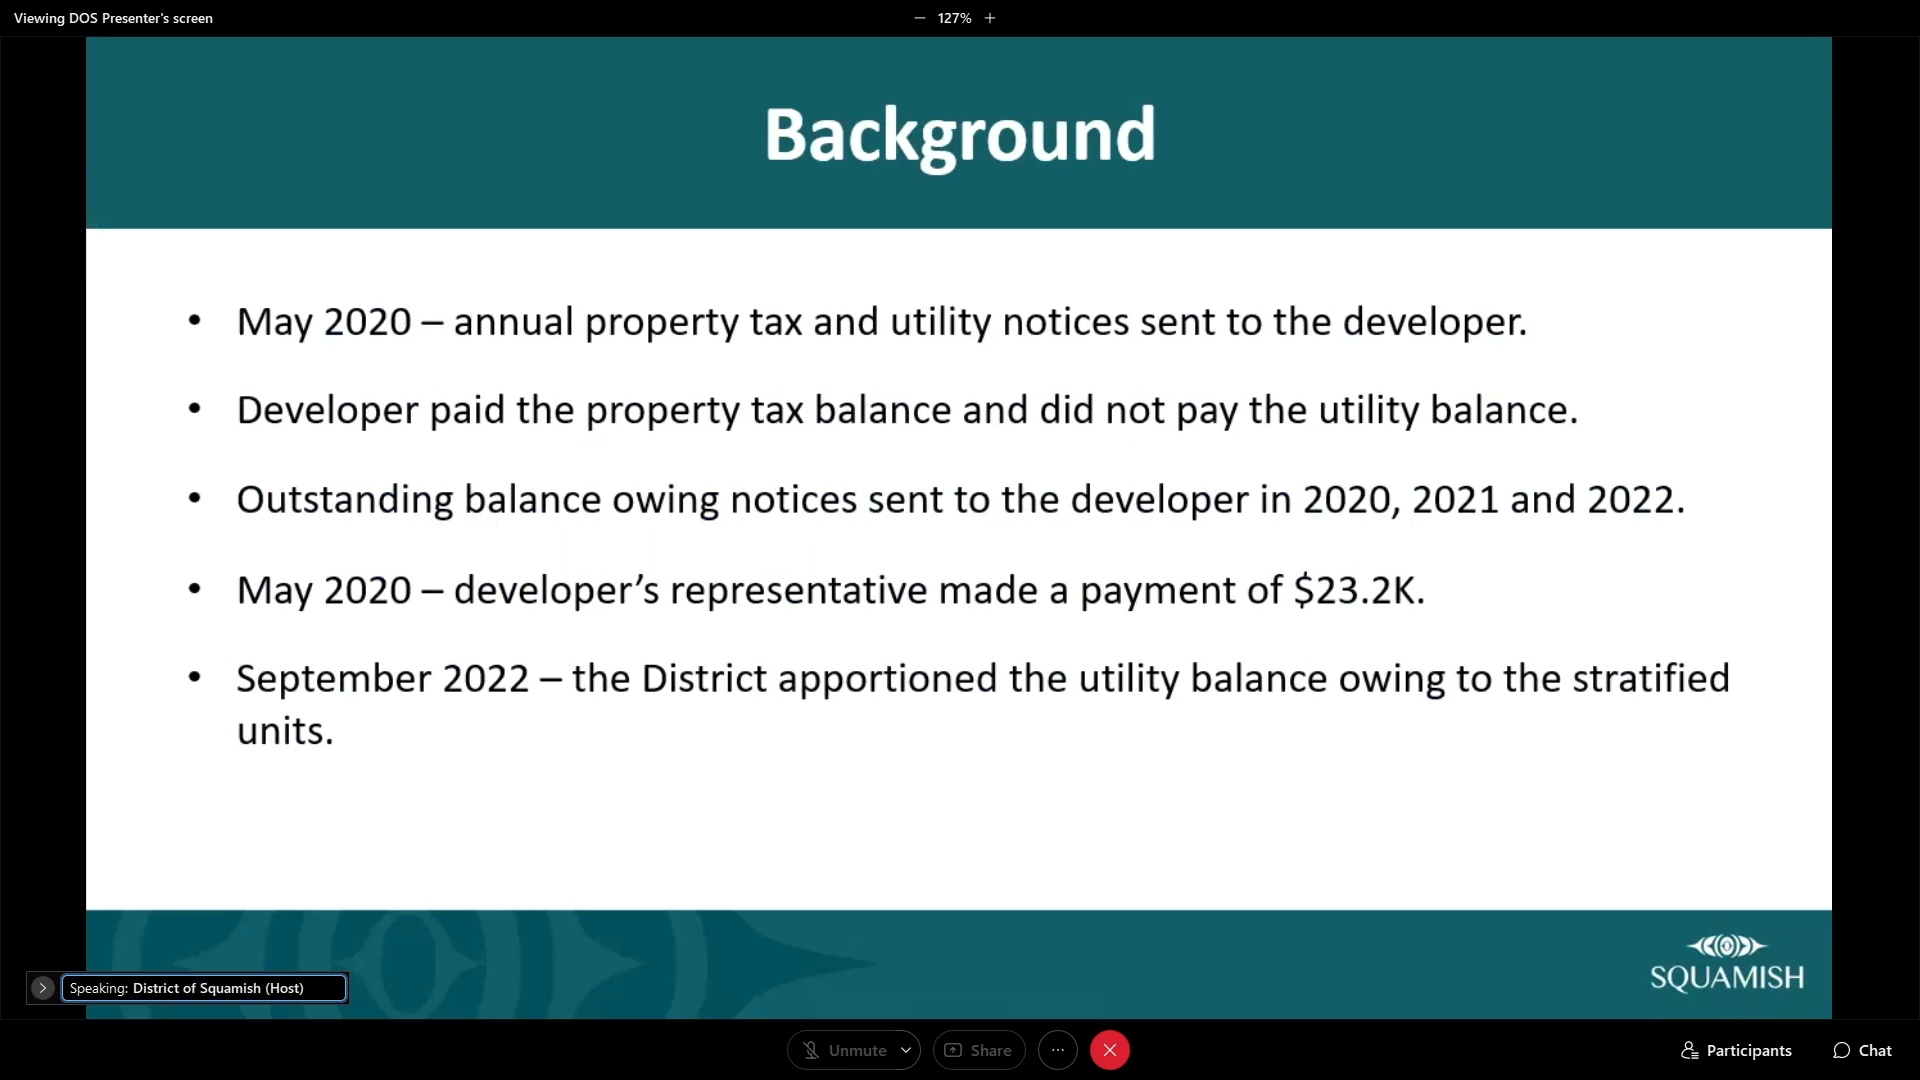 Viewing DOS Presenter's screen
127%
Background
• May 2020 – annual property tax and utility notices sent to the developer.
• Developer paid the property tax balance and did not pay the utility balance.
• Outstanding balance owing notices sent to the developer in 2020, 2021 and 2022.
• May 2020 – developer’s representative made a payment of $23.2K.
• September 2022 – the District apportioned the utility balance owing to the stratified
units.
SQUAMISH
Speaking: District of Squamish (Host)
Unmute
Share
Participants
Chat